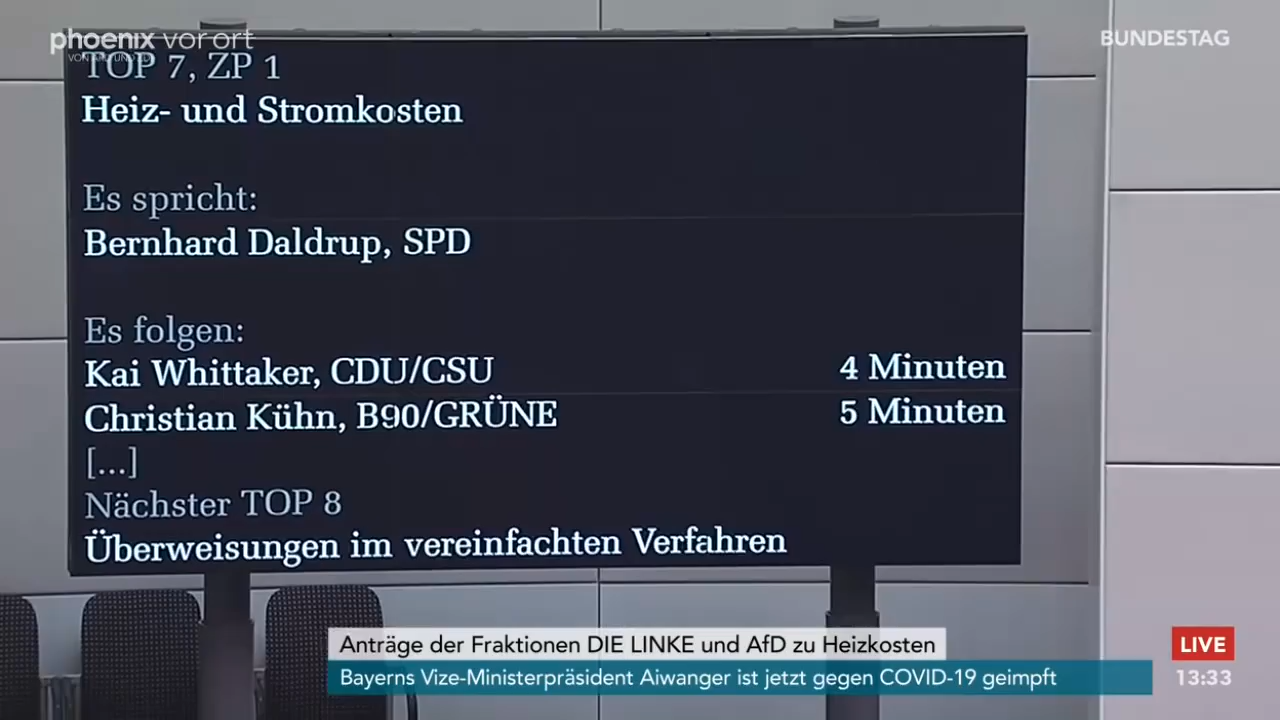 phoenix vor ort
BUNDESTAG
TOP 7, ZP 1
Heiz- und Stromkosten
Es spricht:
Bernhard Daldrup, SPD
Es folgen:
Kai Whittaker, CDU/CSU 4 Minuten
Christian Kühn, B90/GRÜNE 5 Minuten
[...]
Nächster TOP 8
Überweisungen im vereinfachten Verfahren
Anträge der Fraktionen DIE LINKE und AfD zu Heizkosten
LIVE
Bayerns Vize-Ministerpräsident Aiwanger ist jetzt gegen COVID-19 geimpft
13:33